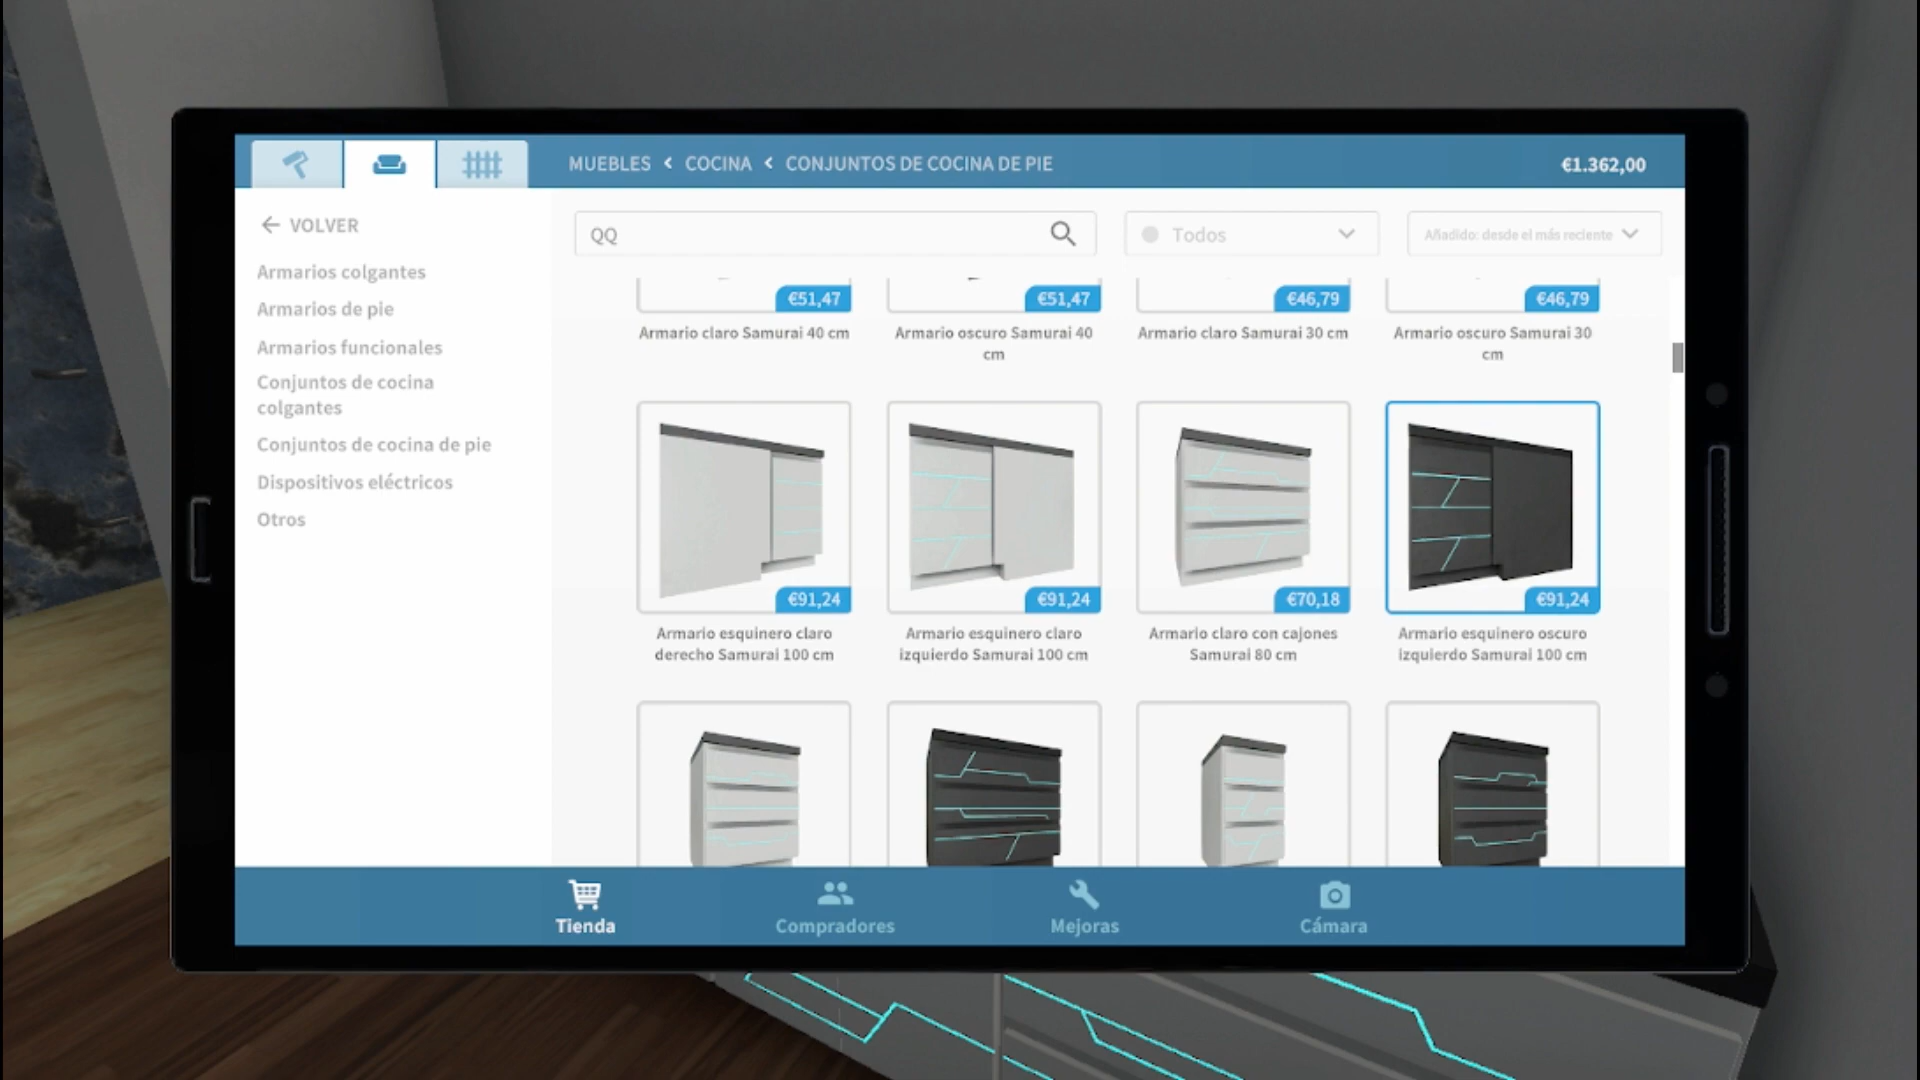 MUEBLES < COCINA < CONJUNTOS DE COCINA DE PIE
€1.362,00
← VOLVER
Armarios colgantes
Armarios de pie
Armarios funcionales
Conjuntos de cocina
colgantes
Conjuntos de cocina de pie
Dispositivos eléctricos
Otros
QQ
Todos
Añadido: desde el más reciente
€51,47
€51,47
€46,79
€46,79
Armario claro Samurai 40 cm
Armario oscuro Samurai 40
cm
Armario claro Samurai 30 cm
Armario oscuro Samurai 30
cm
€91,24
€91,24
€70,18
€91,24
Armario esquinero claro
derecho Samurai 100 cm
Armario esquinero claro
izquierdo Samurai 100 cm
Armario claro con cajones
Samurai 80 cm
Armario esquinero oscuro
izquierdo Samurai 100 cm
Tienda
Compradores
Mejoras
Cámara